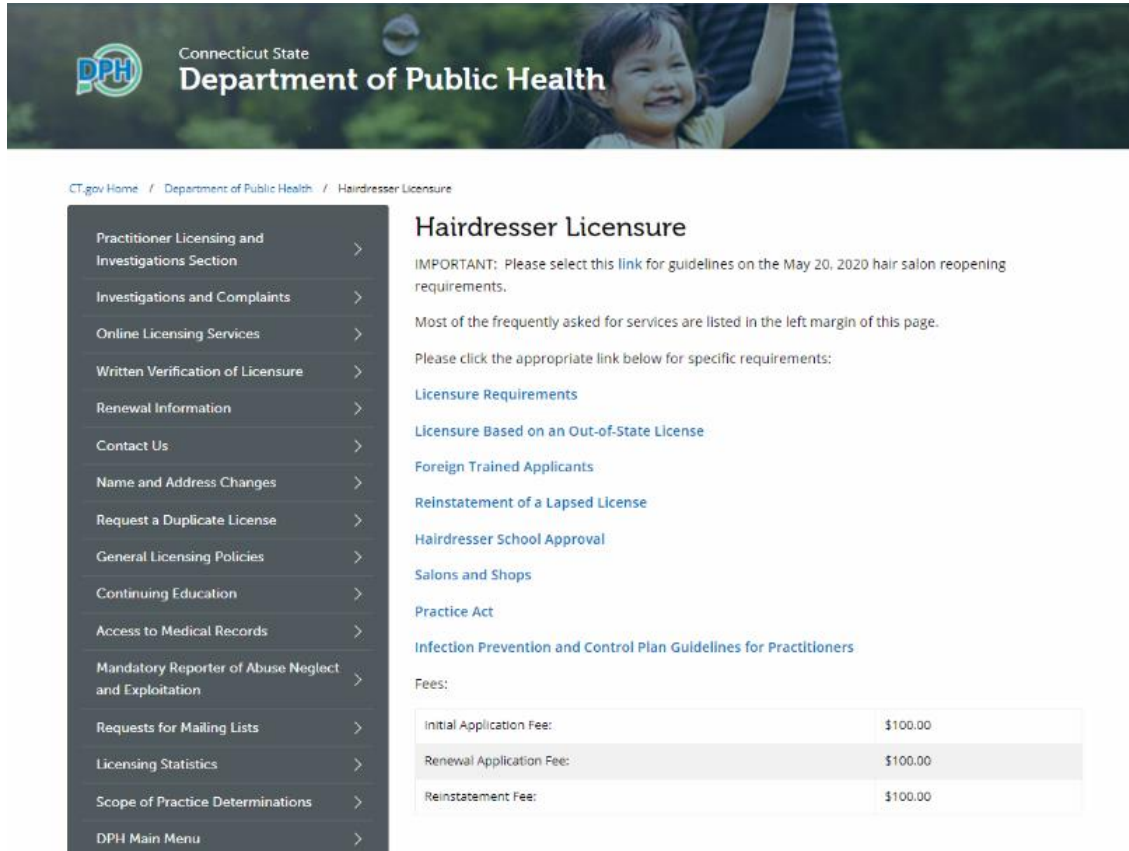 DPH
Connecticut State
Department of Public Health
CT.gov Home / Department of Public Health / Hairdresser Licensure
Practitioner Licensing and
Investigations Section
Investigations and Complaints
Online Licensing Services
Written Verification of Licensure
Renewal Information
Contact Us
Name and Address Changes
Request a Duplicate License
General Licensing Policies
Continuing Education
Access to Medical Records
Mandatory Reporter of Abuse Neglect
and Exploitation
Requests for Mailing Lists
Licensing Statistics
Scope of Practice Determinations
DPH Main Menu
Hairdresser Licensure
IMPORTANT: Please select this link for guidelines on the May 20, 2020 hair salon reopening
requirements.
Most of the frequently asked for services are listed in the left margin of this page.
Please click the appropriate link below for specific requirements:
Licensure Requirements
Licensure Based on an Out-of-State License
Foreign Trained Applicants
Reinstatement of a Lapsed License
Hairdresser School Approval
Salons and Shops
Practice Act
Infection Prevention and Control Plan Guidelines for Practitioners
Fees:
Initial Application Fee: $100.00
Renewal Application Fee: $100.00
Reinstatement Fee: $100.00